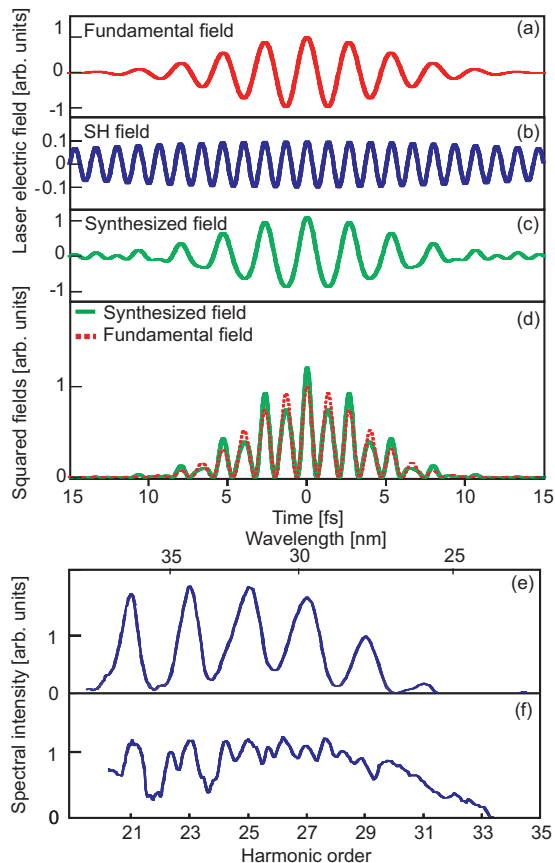 Laser electric field [arb. units]
1
0
-1
Fundamental field
(a)
0.1
0
-0.1
SH field
(b)
1
0
-1
Synthesized field
(c)
Squared fields [arb. units]
1
0
Synthesized field
Fundamental field
(d)
15 10 5 0 5 10 15
Time [fs]
Wavelength [nm]
34 30 27 25
Spectral intensity [arb. units]
1
0
(e)
1
0
(f)
21 23 25 27 29 31 33
Harmonic order